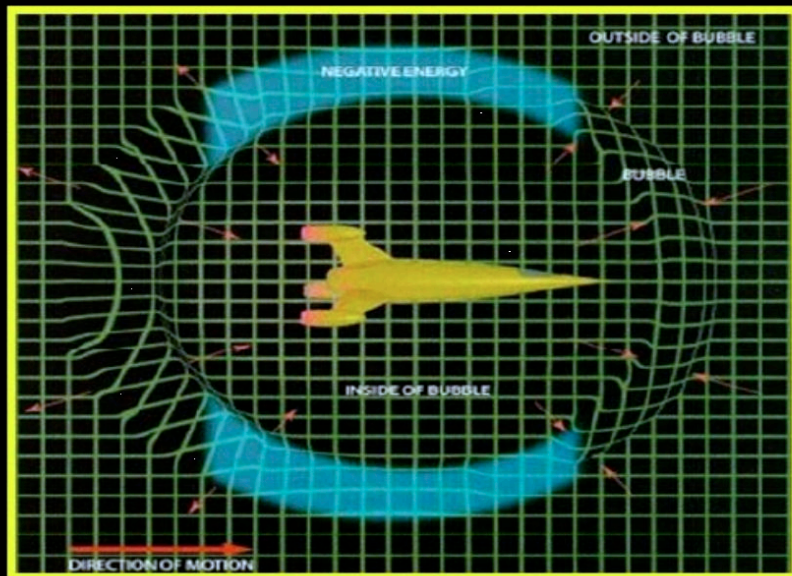 OUTSIDE OF BUBBLE
NEGATIVE ENERGY
BUBBLE
INSIDE OF BUBBLE
DIRECTION OF MOTION